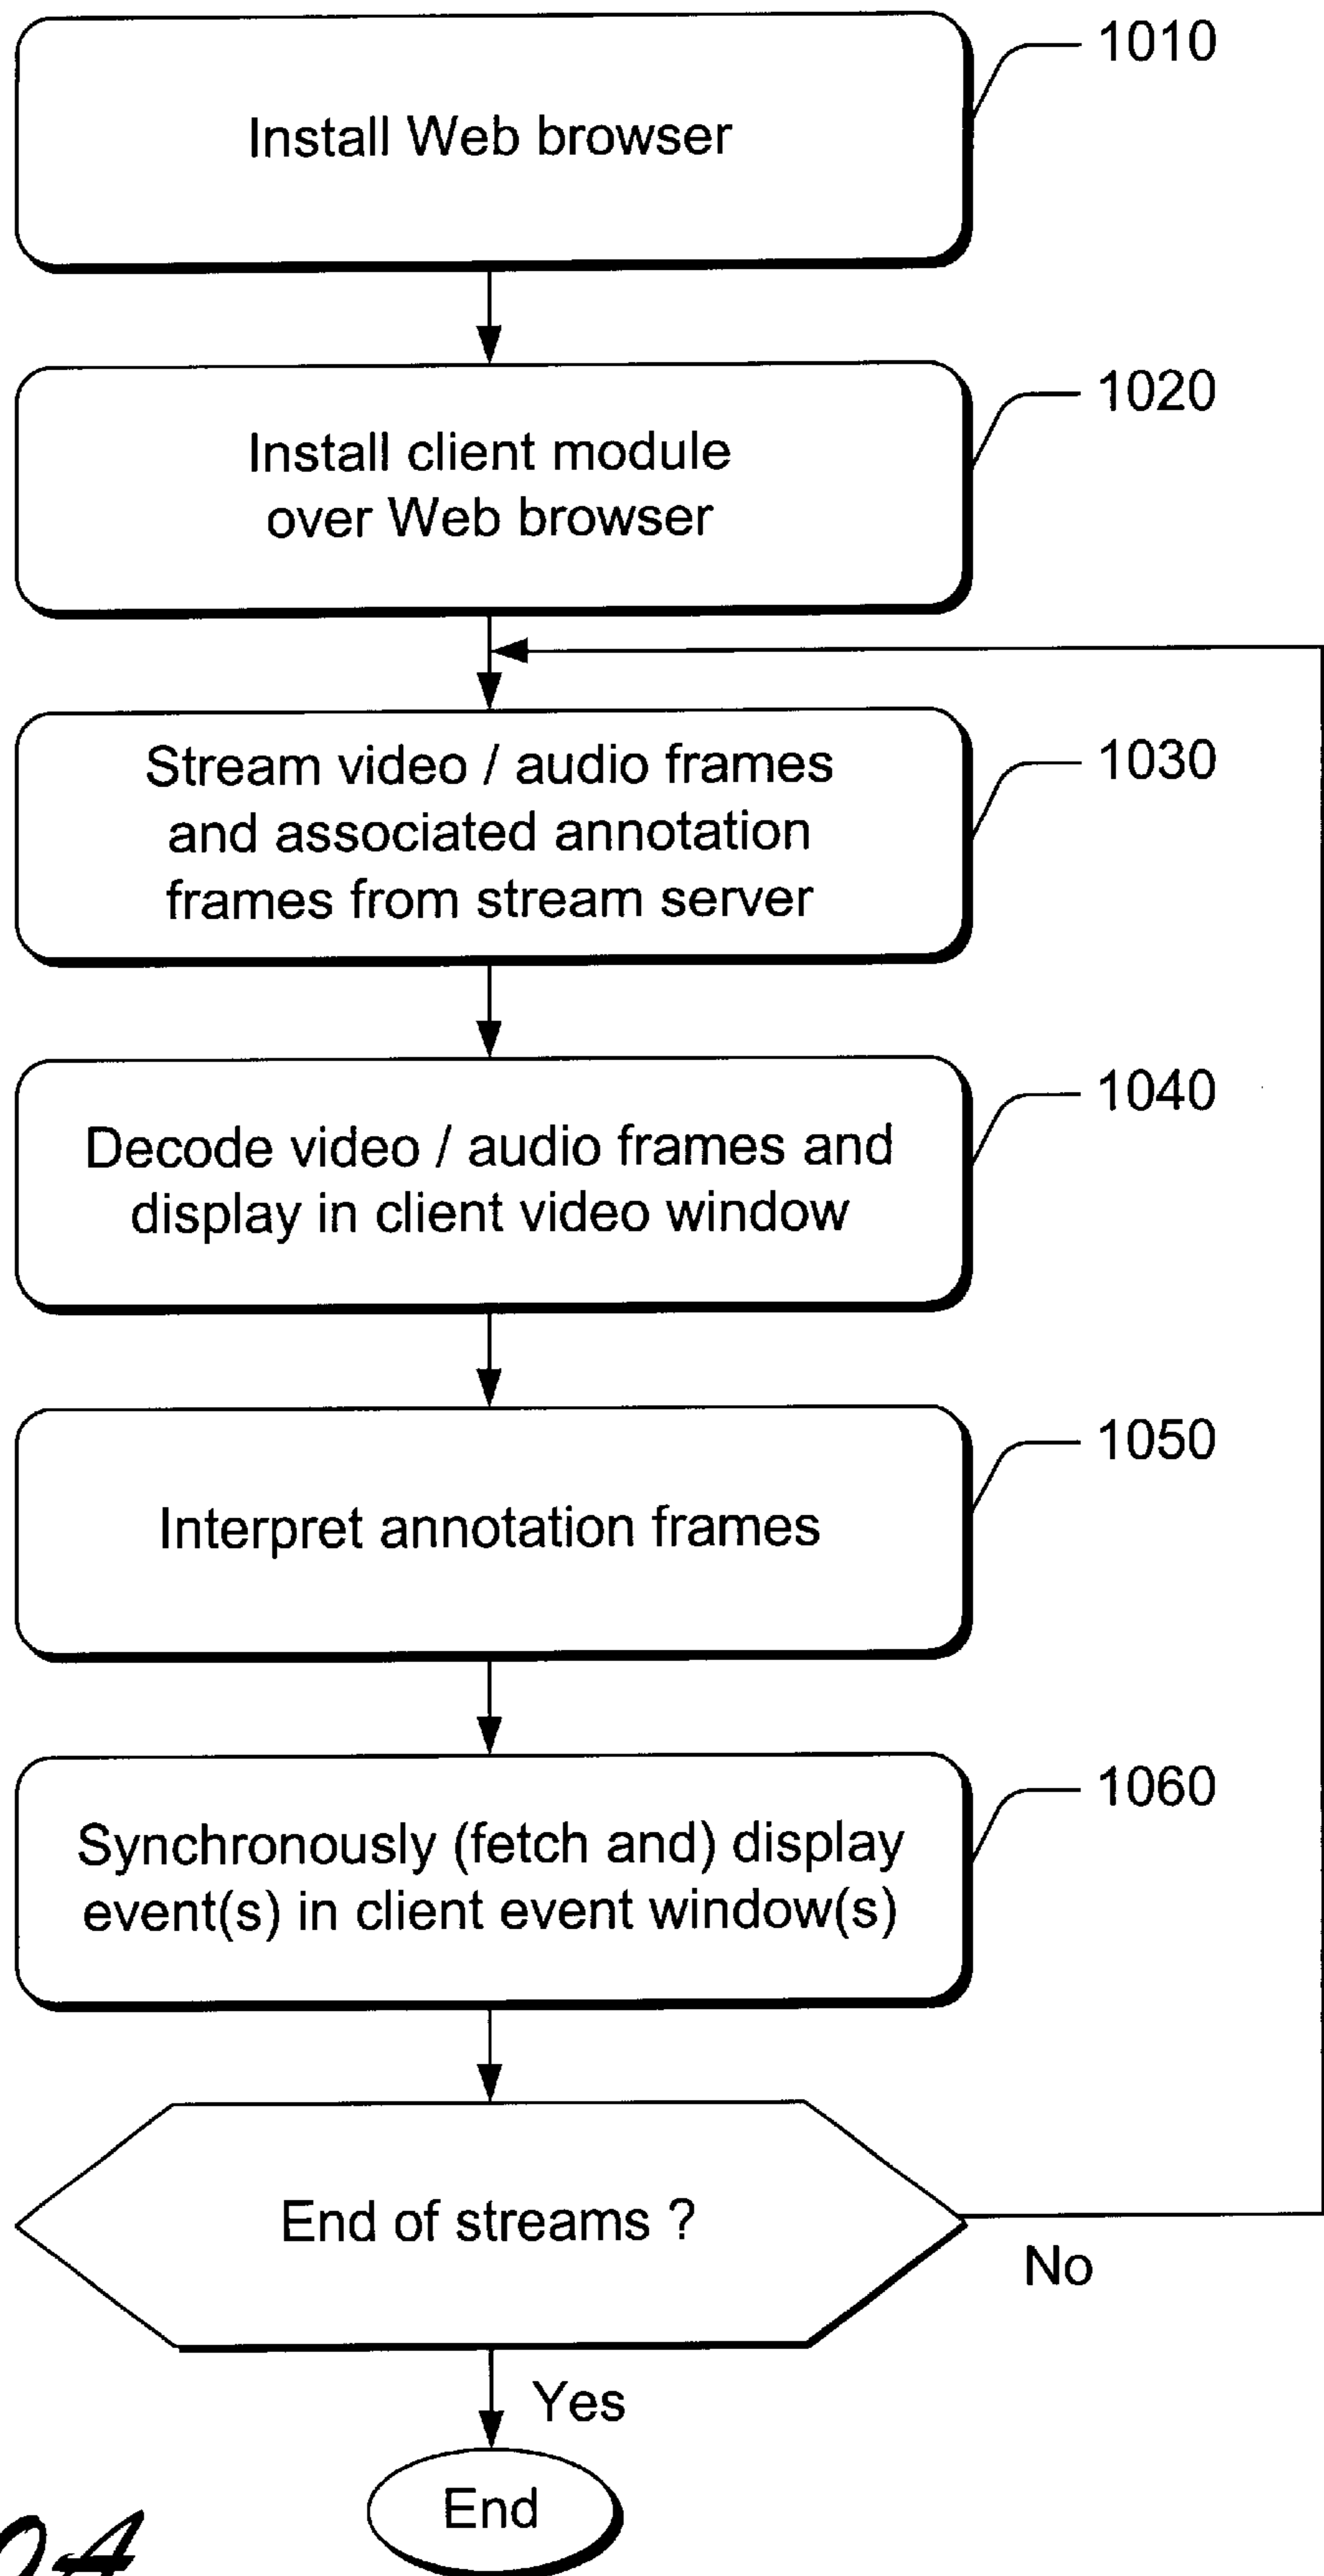 Install Web browser
1010
Install client module
over Web browser
1020
Stream video / audio frames
and associated annotation
frames from stream server
1030
Decode video / audio frames and
display in client video window
1040
Interpret annotation frames
1050
Synchronously (fetch and) display
event(s) in client event window(s)
1060
End of streams ?
No
Yes
End